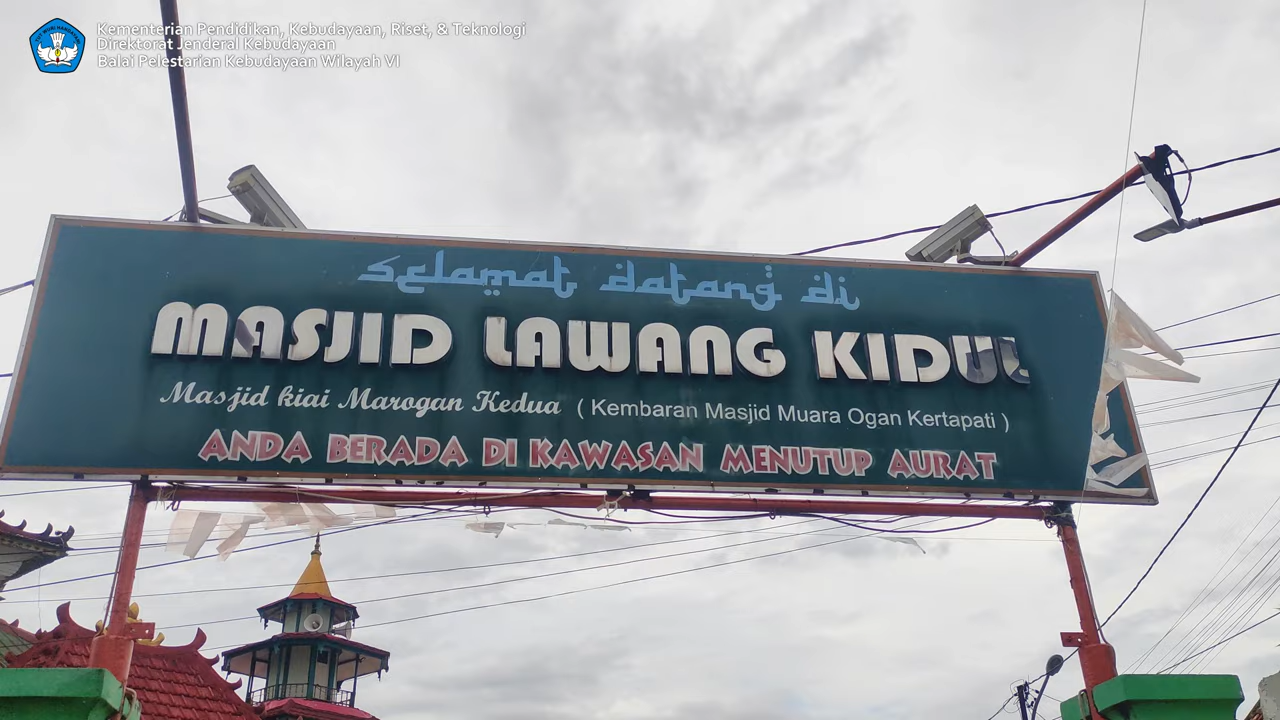 Kementerian Pendidikan, Kebudayaan, Riset, & Teknologi
Direktorat Jenderal Kebudayaan
Balai Pelestarian Kebudayaan Wilayah VI
selamat datang di
MASJID LAWANG KIDUL
Masjid kiai Marogan Kedua ( Kembaran Masjid Muara Ogan Kertapati )
ANDA BERADA DI KAWASAN MENUTUP AURAT